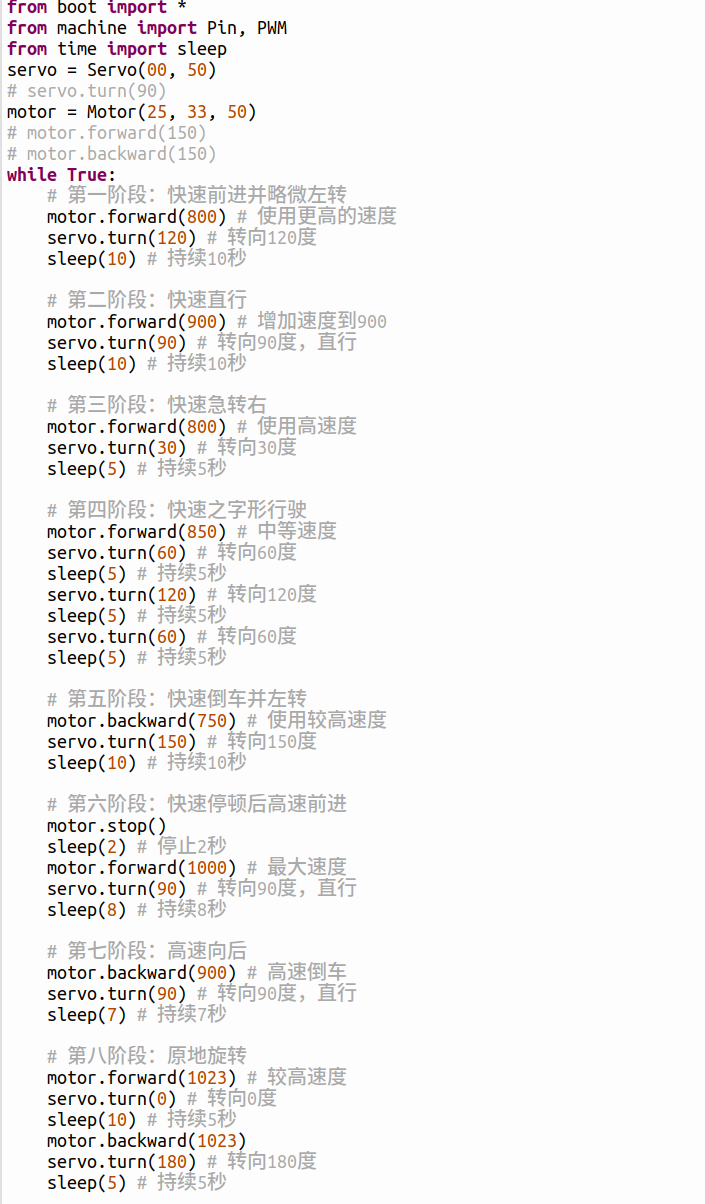 from boot import *
from machine import Pin, PWM
from time import sleep
servo = Servo(00, 50)
# servo.turn(90)
motor = Motor(25, 33, 50)
# motor.forward(150)
# motor.backward(150)
while True:
    # 第一阶段：快速前进并略微左转
    motor.forward(800) # 使用更高的速度
    servo.turn(120) # 转向120度
    sleep(10) # 持续10秒

    # 第二阶段：快速直行
    motor.forward(900) # 增加速度到900
    servo.turn(90) # 转向90度，直行
    sleep(10) # 持续10秒

    # 第三阶段：快速急转右
    motor.forward(800) # 使用高速度
    servo.turn(30) # 转向30度
    sleep(5) # 持续5秒

    # 第四阶段：快速之字形行驶
    motor.forward(850) # 中等速度
    servo.turn(60) # 转向60度
    sleep(5) # 持续5秒
    servo.turn(120) # 转向120度
    sleep(5) # 持续5秒
    servo.turn(60) # 转向60度
    sleep(5) # 持续5秒

    # 第五阶段：快速倒车并左转
    motor.backward(750) # 使用较高速度
    servo.turn(150) # 转向150度
    sleep(10) # 持续10秒

    # 第六阶段：快速停顿后高速前进
    motor.stop()
    sleep(2) # 停止2秒
    motor.forward(1000) # 最大速度
    servo.turn(90) # 转向90度，直行
    sleep(8) # 持续8秒

    # 第七阶段：高速向后
    motor.backward(900) # 高速倒车
    servo.turn(90) # 转向90度，直行
    sleep(7) # 持续7秒

    # 第八阶段：原地旋转
    motor.forward(1023) # 较高速度
    servo.turn(0) # 转向0度
    sleep(10) # 持续5秒
    motor.backward(1023)
    servo.turn(180) # 转向180度
    sleep(5) # 持续5秒